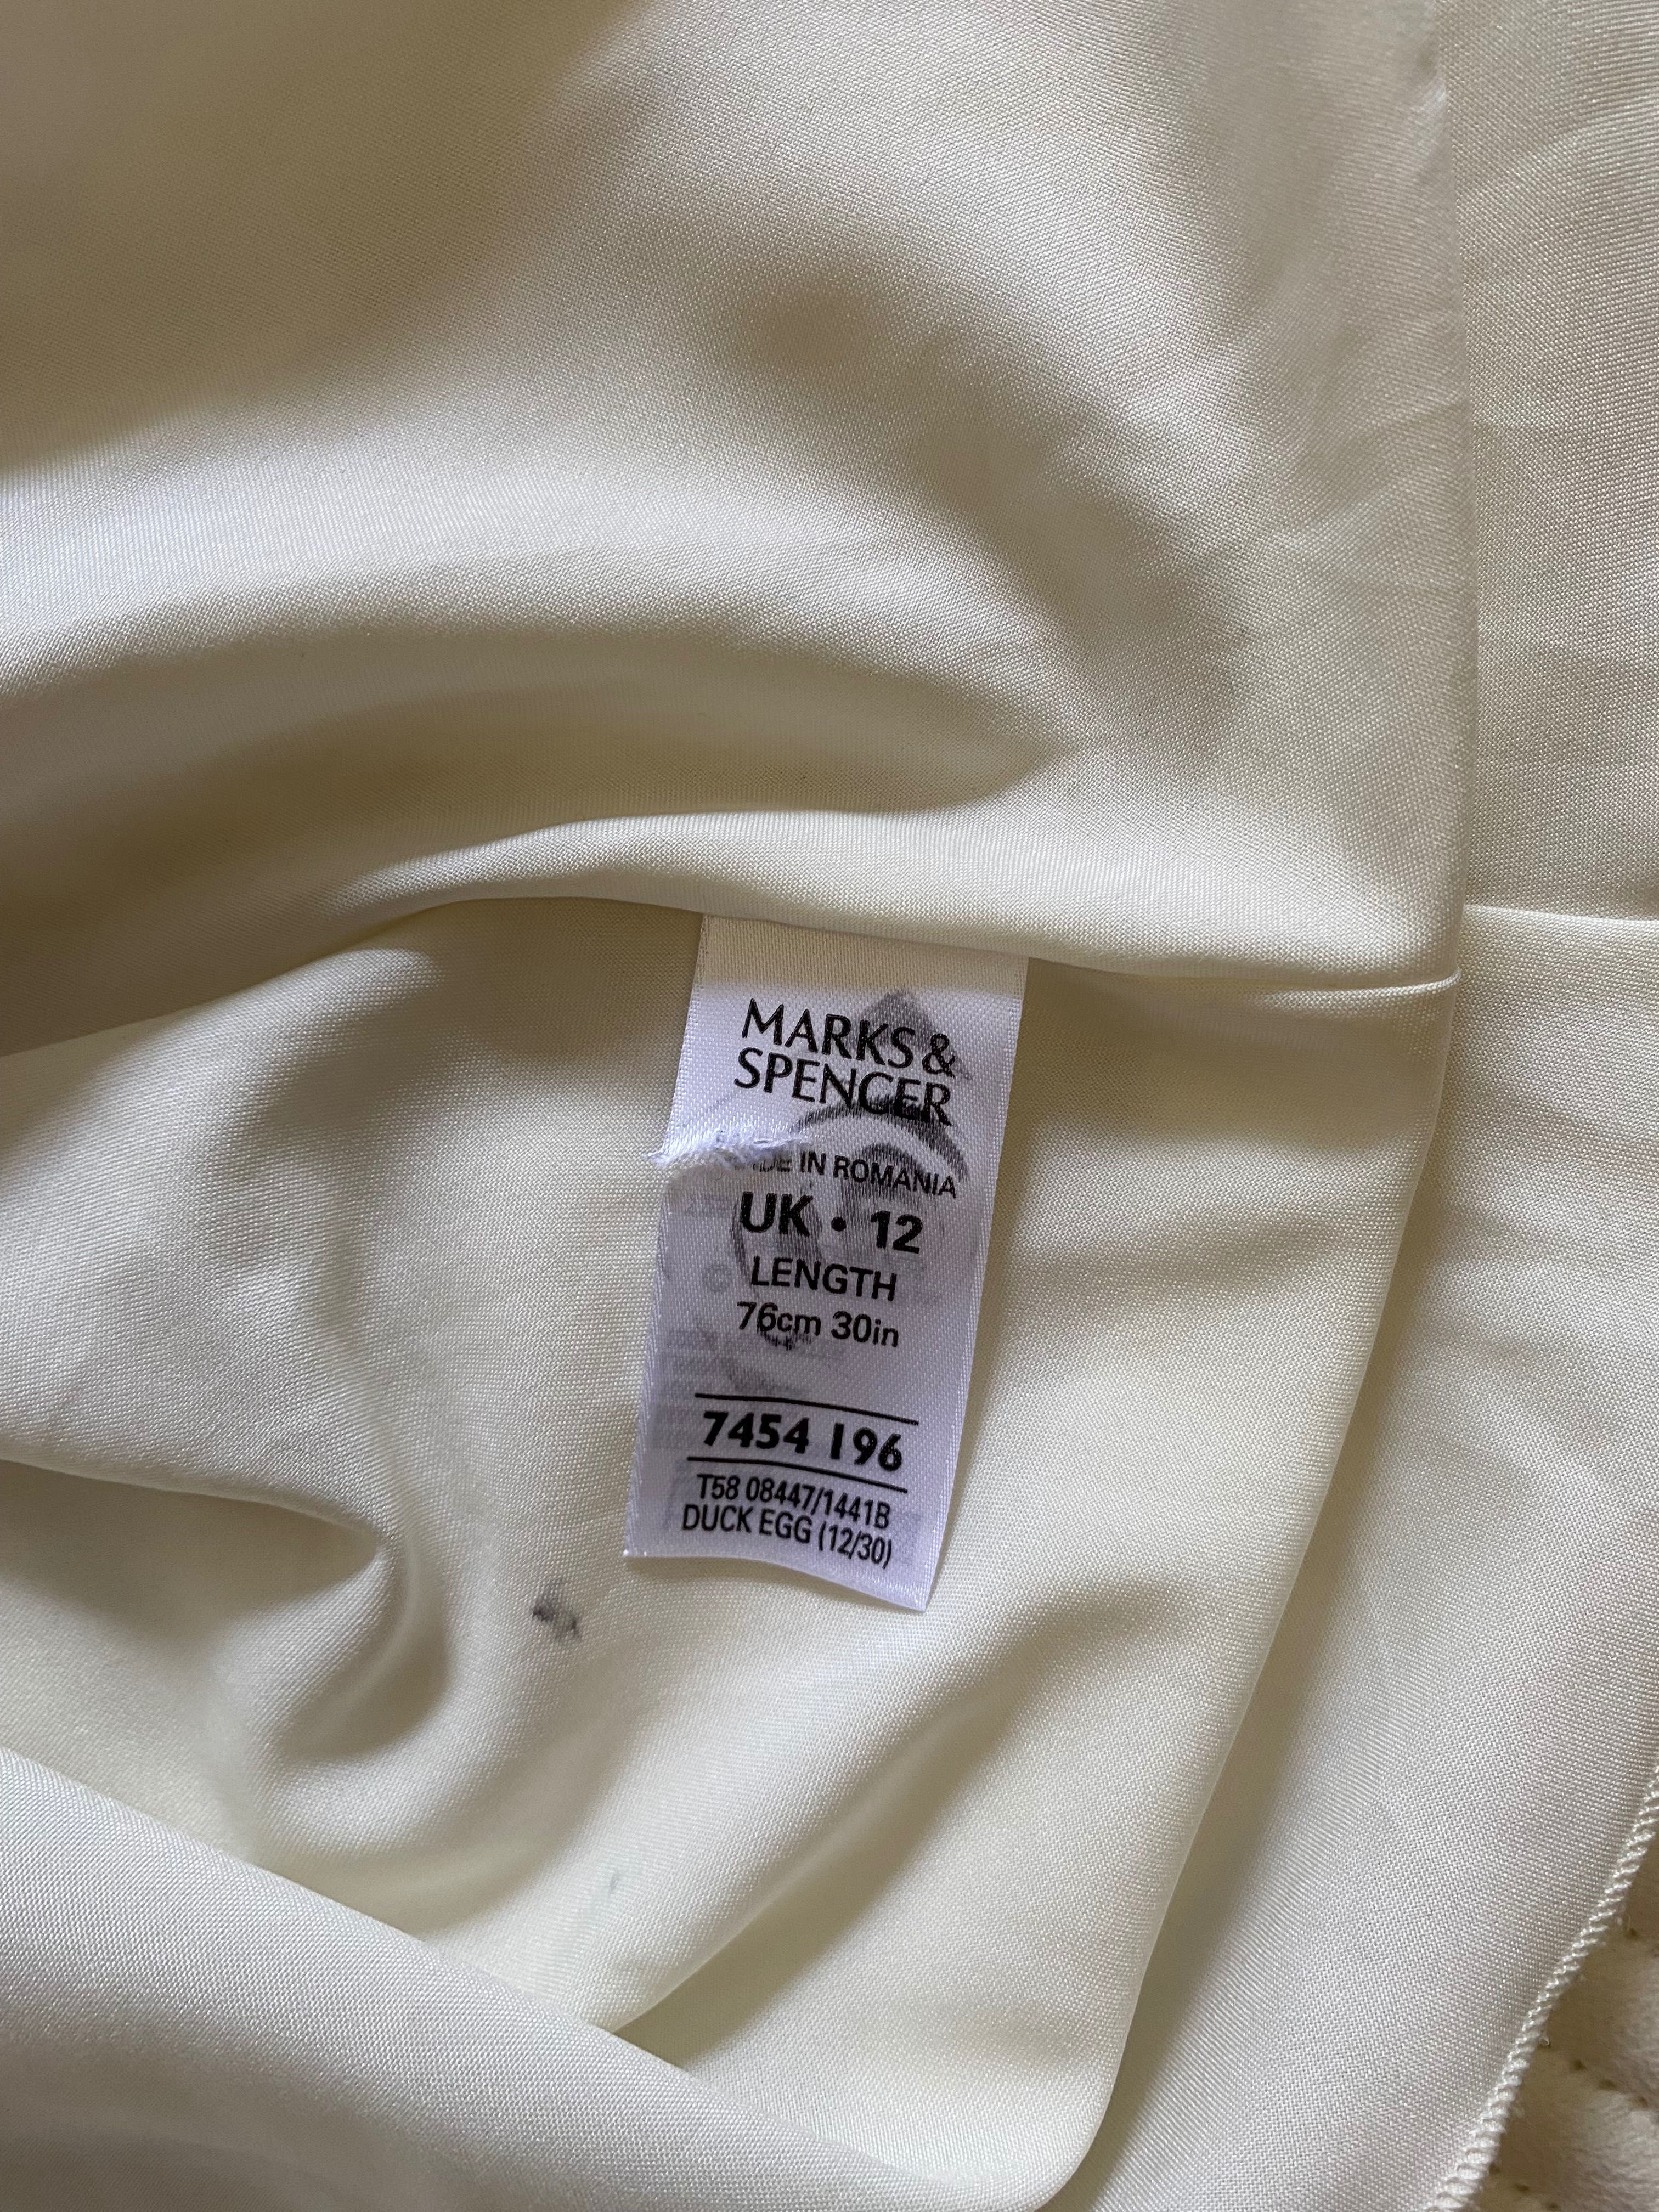 MARKS &
SPENCER
IN ROMANIA
UK • 12
LENGTH
76cm 30in
7454 196
T58 08447/1441B
DUCK EGG (12/30)